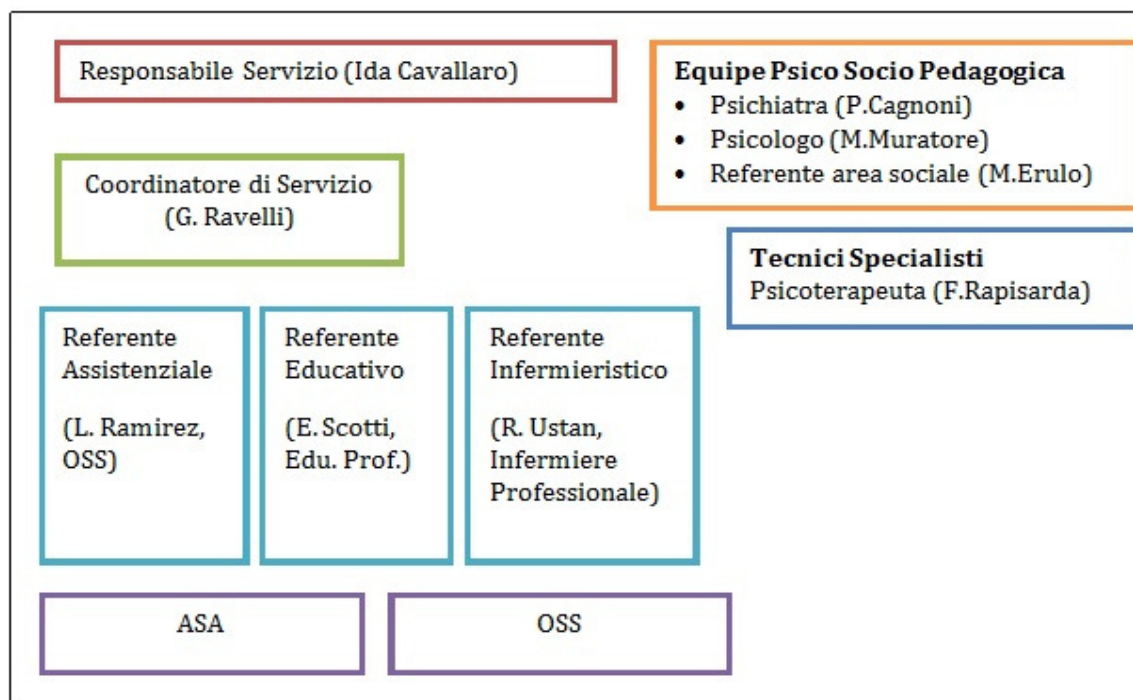 Responsabile Servizio (Ida Cavallaro)
Equipe Psico Socio Pedagogica
• Psichiatra (P.Cagnoni)
• Psicologo (M.Muratore)
• Referente area sociale (M.Erulo)
Coordinatore di Servizio
(G. Ravelli)
Tecnici Specialisti
Psicoterapeuta (F.Rapisarda)
Referente
Assistenziale
(L. Ramirez,
OSS)
Referente
Educativo
(E. Scotti,
Edu. Prof.)
Referente
Infermieristico
(R. Ustan,
Infermiere
Professionale)
ASA
OSS